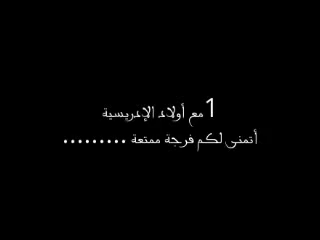 مع أولاد الإدريسية 1
أتمنى لكم فرجة ممتعة .........